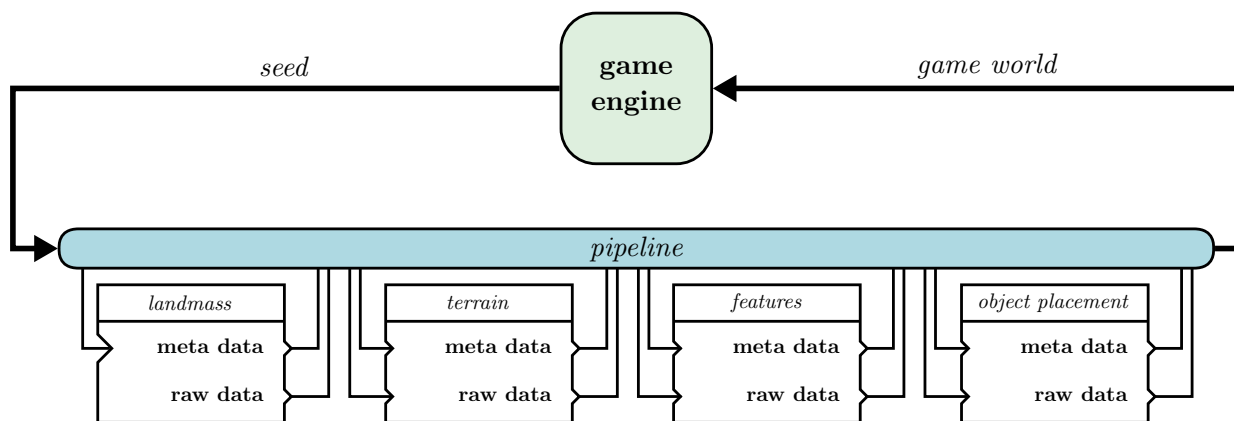 game
engine
seed
game world
pipeline
landmass
terrain
features
object placement
meta data
meta data
meta data
meta data
raw data
raw data
raw data
raw data